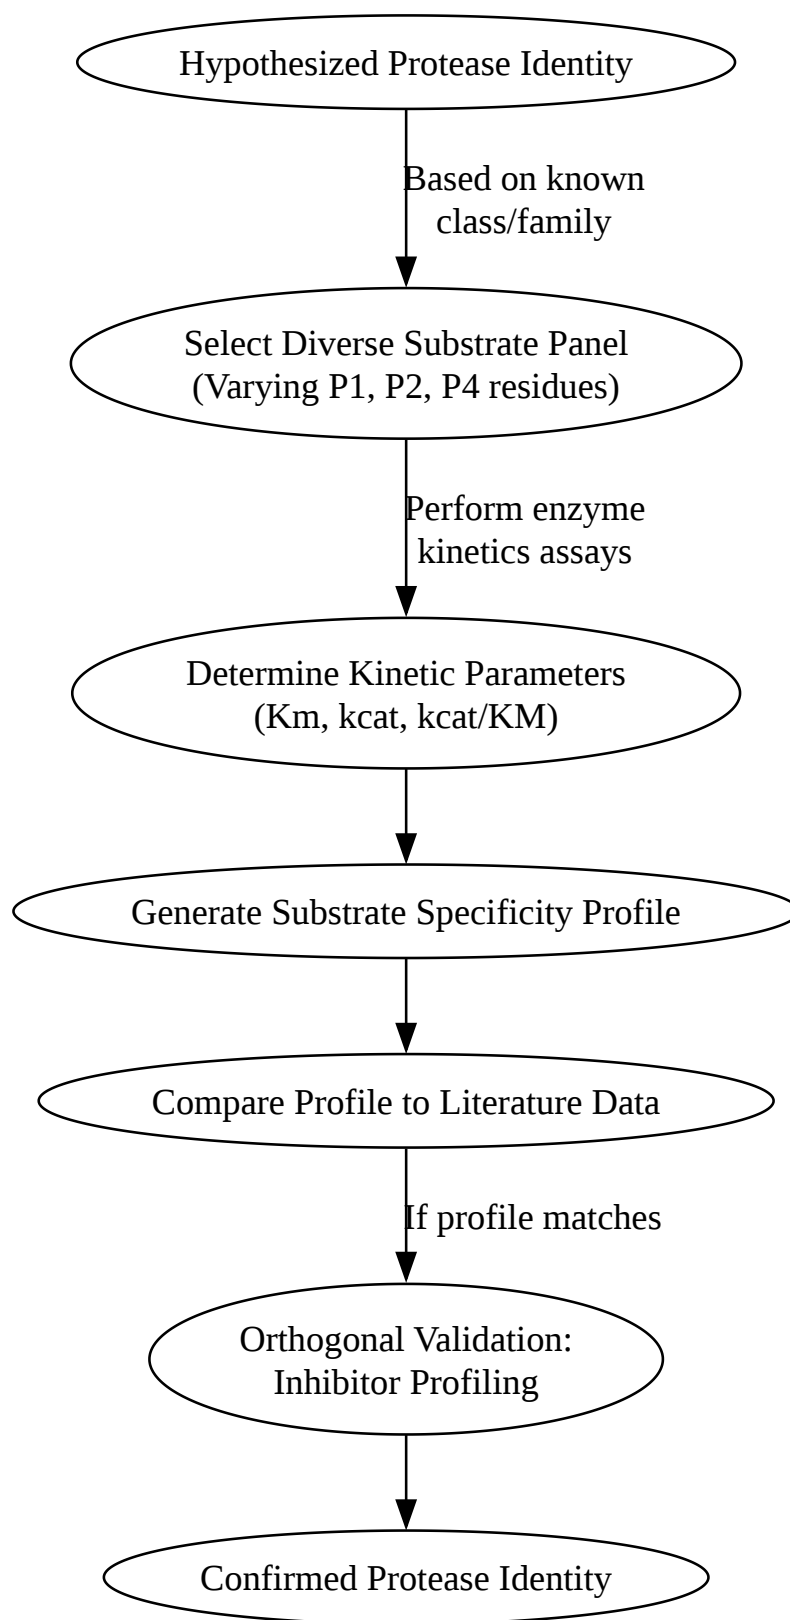 Hypothesized Protease Identity
Based on known
class/family
Select Diverse Substrate Panel
(Varying P1, P2, P4 residues)
Perform enzyme
kinetics assays
Determine Kinetic Parameters
(Km, kcat, kcat/KM)
Generate Substrate Specificity Profile
Compare Profile to Literature Data
If profile matches
Orthogonal Validation:
Inhibitor Profiling
Confirmed Protease Identity